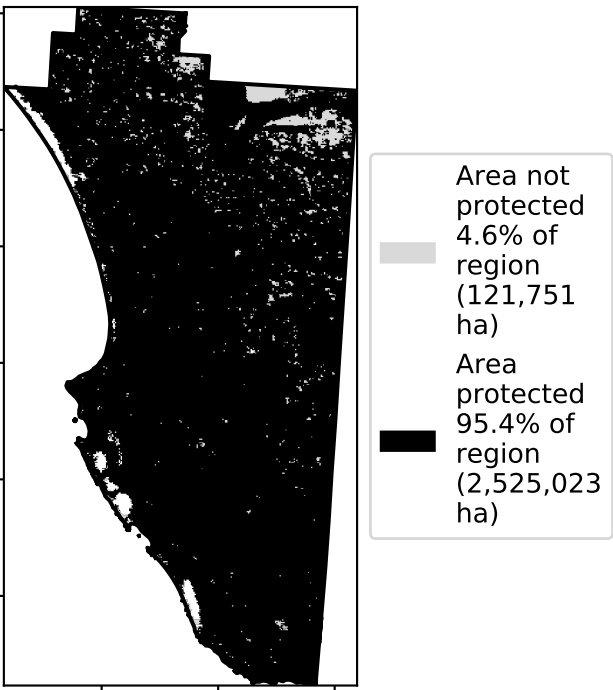 Area not
protected
4.6% of
region
(121,751
ha)
Area
protected
95.4% of
region
(2,525,023
ha)